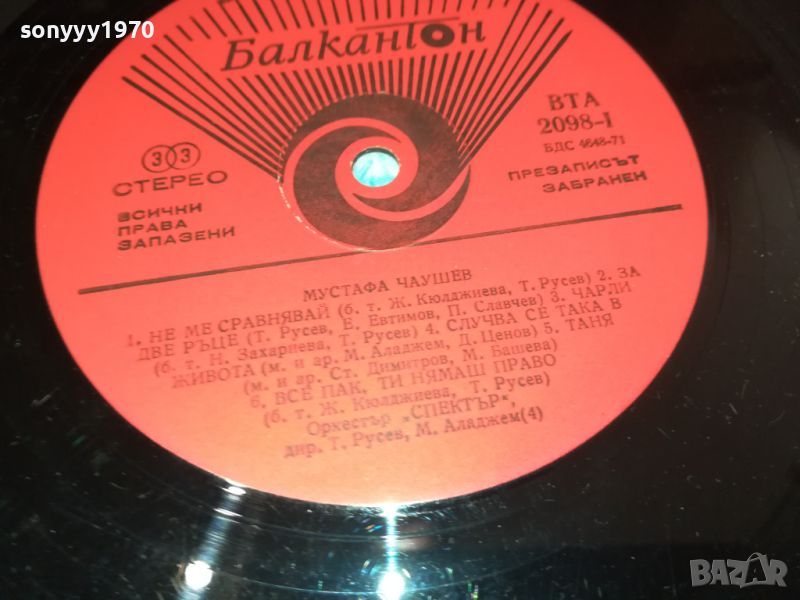 sonyyy1970
Балкантон
33
СТЕРЕО
ВСИЧКИ
ПРАВА
ЗАПАЗЕНИ
ВТА
2098-I
БДС 4848-71
ПРЕЗАПИСЪТ
ЗАБРАНЕН
МУСТАФА ЧАУШЕВ
1. НЕ МЕ СРАВНЯВАЙ (б. т. Ж. Кюлджиева, Т. Русев) 2. ЗА
ДВЕ РЪЦЕ (Т. Русев, Е. Евтимов, П. Славчев) 3. ЧАРЛИ
(б. т. Н. Захариева, Т. Русев) 4. СЛУЧВА СЕ ТАКА В
ЖИВОТА (м. и ар. М. Аладжем, Д. Ценов) 5. ТАНЯ
(м. и ар. Ст. Димитров, М. Башева)
6. ВСЕ ПАК, ТИ НЯМАШ ПРАВО
(б. т. Ж. Кюлджиева, Т. Русев)
Оркестър „СПЕКТЪР“,
дир. Т. Русев, М. Аладжем(4)
BAZAR